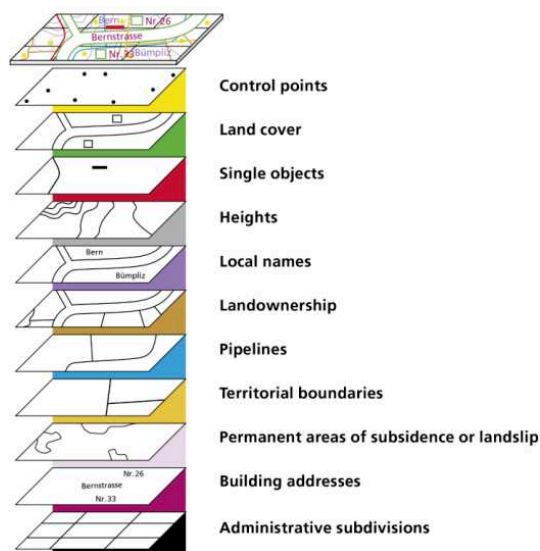 Bern
Nr.26
Bernstrasse
Nr.33
Bümpliz
Control points
Land cover
Single objects
Heights
Bern
Bümpliz
Local names
Landownership
Pipelines
Territorial boundaries
Permanent areas of subsidence or landslip
Nr.26
Bernstrasse
Nr.33
Building addresses
Administrative subdivisions